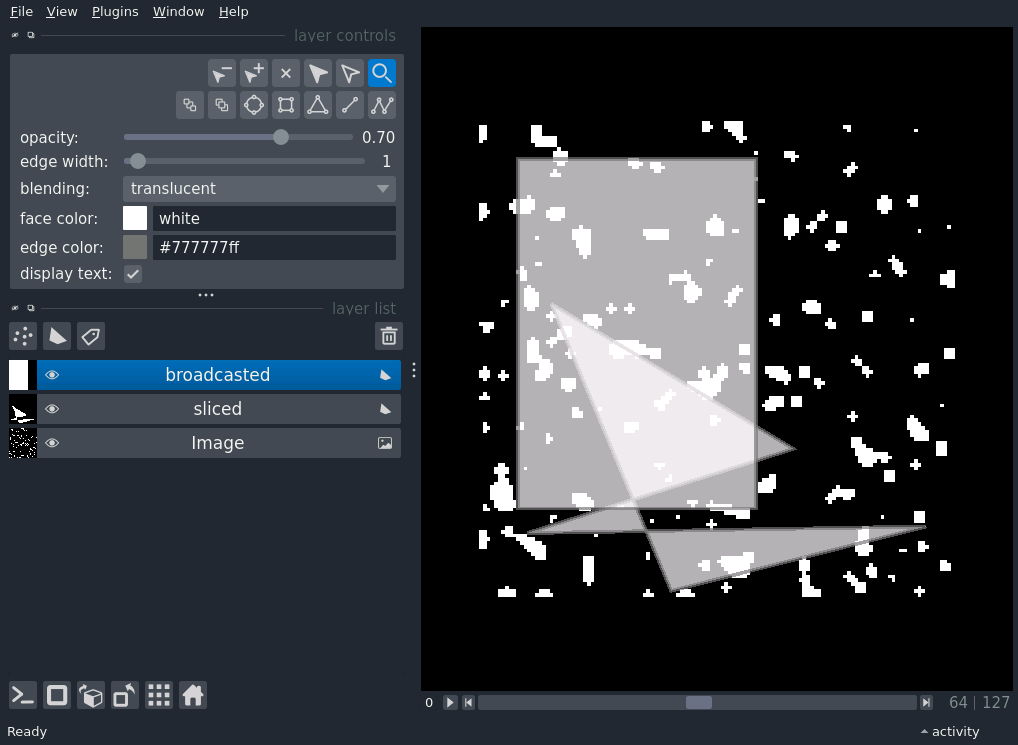 File View Plugins Window Help
layer controls
opacity: 0.70
edge width: 1
blending: translucent
face color: white
edge color: #777777ff
display text:
layer list
broadcasted
sliced
Image
0 64 | 127
Ready activity